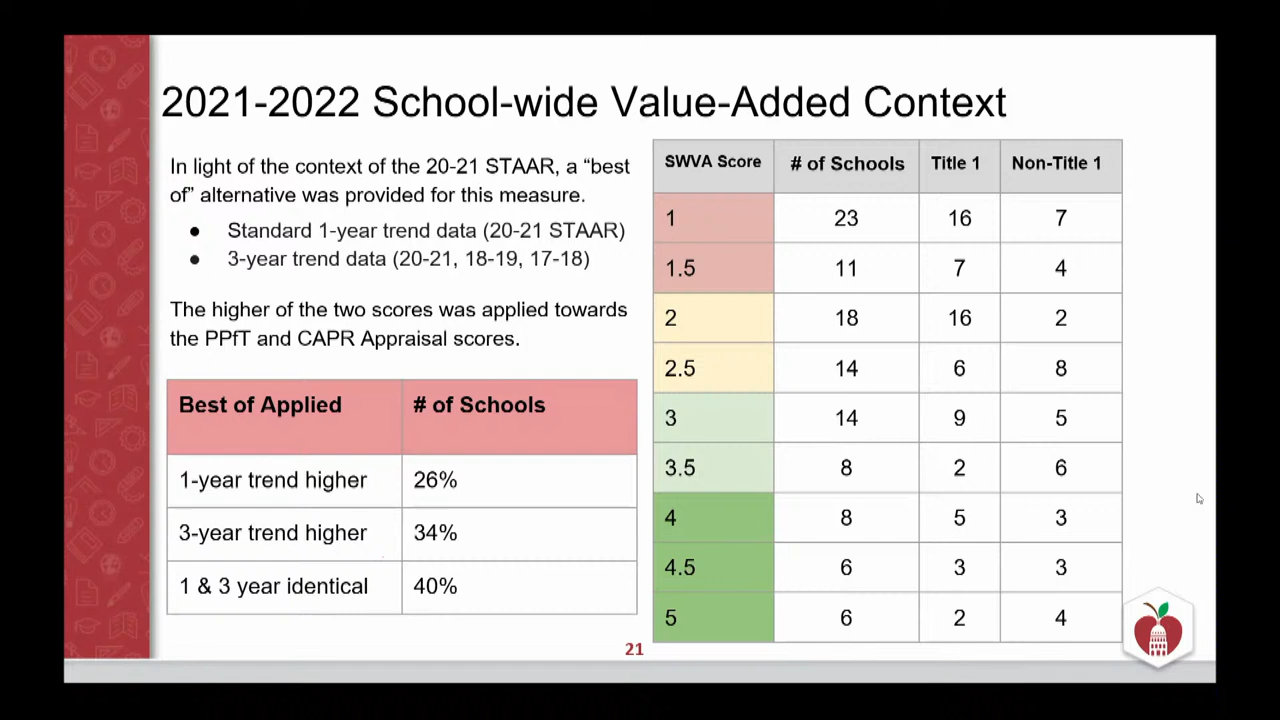 2021-2022 School-wide Value-Added Context
In light of the context of the 20-21 STAAR, a “best
of” alternative was provided for this measure.
● Standard 1-year trend data (20-21 STAAR)
● 3-year trend data (20-21, 18-19, 17-18)
The higher of the two scores was applied towards
the PPfT and CAPR Appraisal scores.
Best of Applied # of Schools
1-year trend higher 26%
3-year trend higher 34%
1 & 3 year identical 40%
SWVA Score # of Schools Title 1 Non-Title 1
1 23 16 7
1.5 11 7 4
2 18 16 2
2.5 14 6 8
3 14 9 5
3.5 8 2 6
4 8 5 3
4.5 6 3 3
5 6 2 4
21